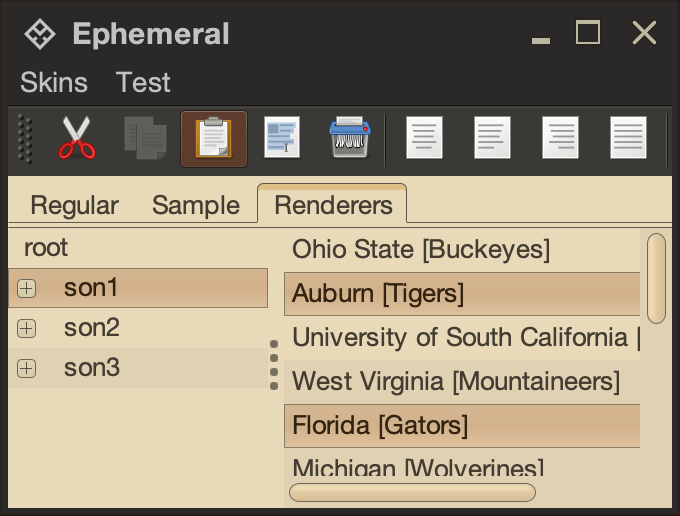 Ephemeral
Skins Test
Regular Sample Renderers
root
son1
son2
son3
Ohio State [Buckeyes]
Auburn [Tigers]
University of South California [
West Virginia [Mountaineers]
Florida [Gators]
Michigan [Wolverines]